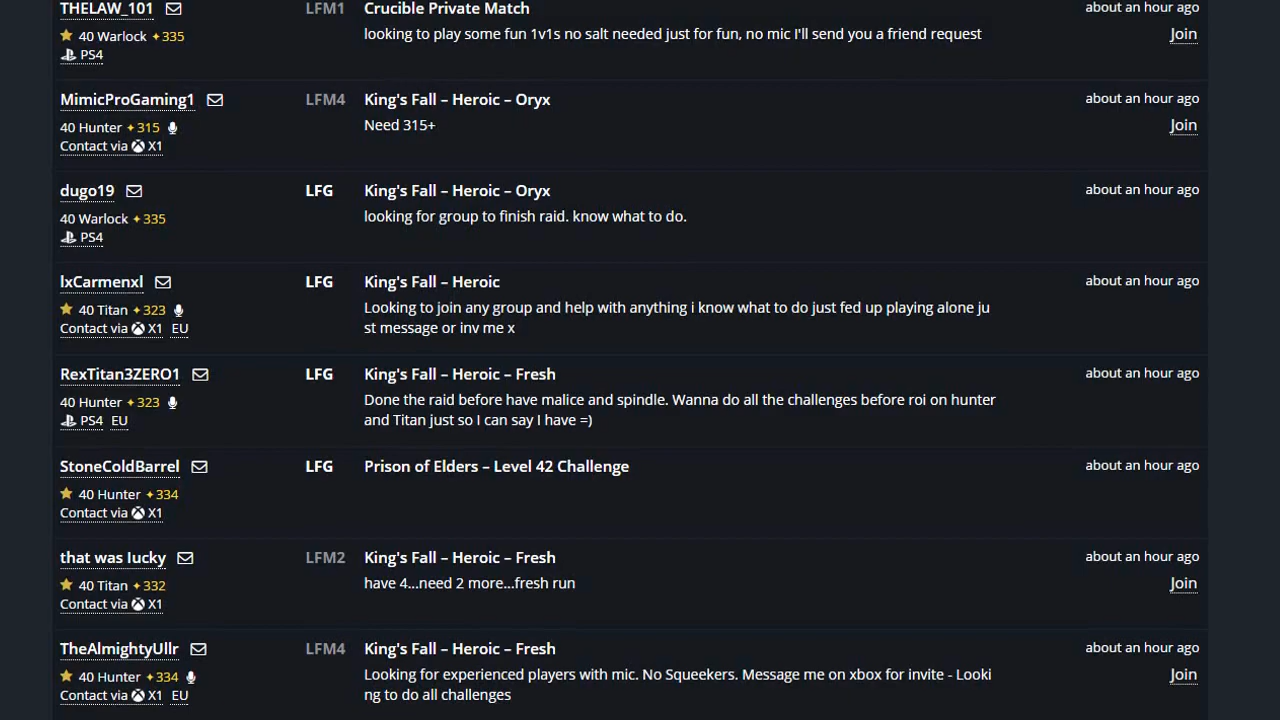 THELAW_101 LFM1 Crucible Private Match about an hour ago
40 Warlock 335 looking to play some fun 1v1s no salt needed just for fun, no mic I'll send you a friend request Join
PS4
MimicProGaming1 LFM4 King's Fall – Heroic – Oryx about an hour ago
40 Hunter 315 Need 315+ Join
Contact via X1
dugo19 LFG King's Fall – Heroic – Oryx about an hour ago
40 Warlock 335 looking for group to finish raid. know what to do.
PS4
lxCarmenxl LFG King's Fall – Heroic about an hour ago
40 Titan 323 Looking to join any group and help with anything i know what to do just fed up playing alone ju
Contact via X1 EU st message or inv me x
RexTitan3ZERO1 LFG King's Fall – Heroic – Fresh about an hour ago
40 Hunter 323 Done the raid before have malice and spindle. Wanna do all the challenges before roi on hunter
PS4 EU and Titan just so I can say I have =)
StoneColdBarrel LFG Prison of Elders – Level 42 Challenge about an hour ago
40 Hunter 334
Contact via X1
that was lucky LFM2 King's Fall – Heroic – Fresh about an hour ago
40 Titan 332 have 4...need 2 more...fresh run Join
Contact via X1
TheAlmightyUllr LFM4 King's Fall – Heroic – Fresh about an hour ago
40 Hunter 334 Looking for experienced players with mic. No Squeekers. Message me on xbox for invite - Looki Join
Contact via X1 EU ng to do all challenges